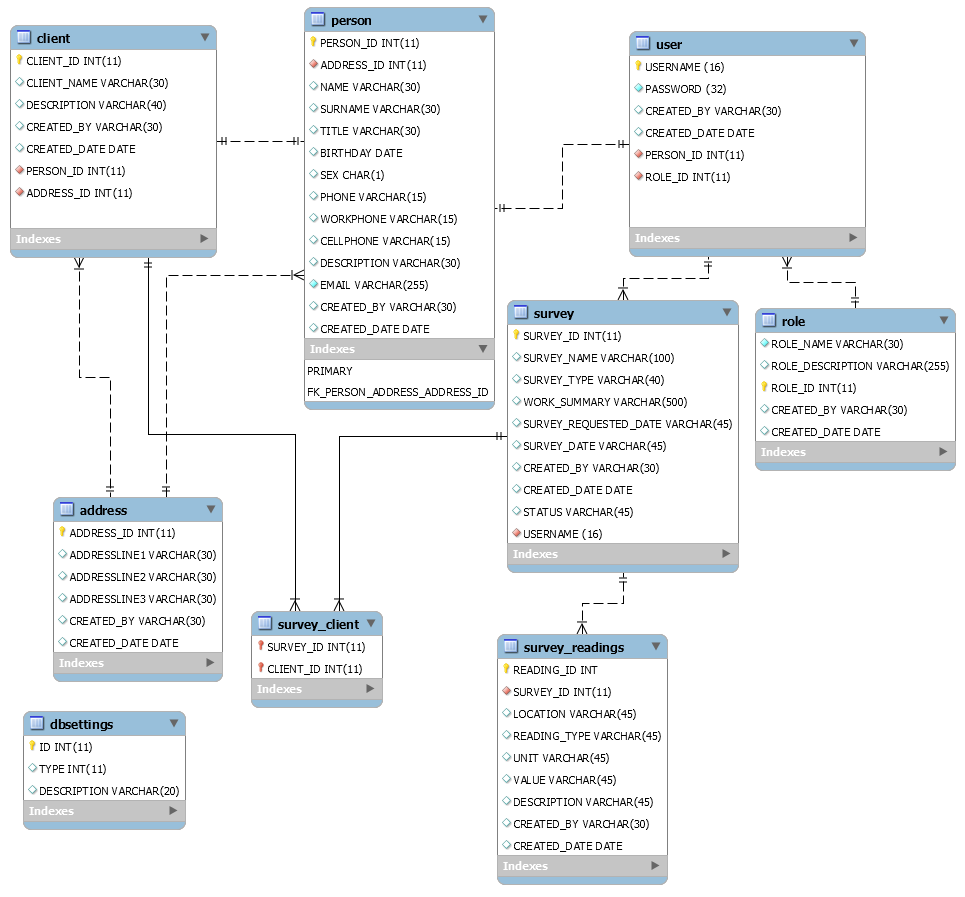 client
CLIENT_ID INT(11)
CLIENT_NAME VARCHAR(30)
DESCRIPTION VARCHAR(40)
CREATED_BY VARCHAR(30)
CREATED_DATE DATE
PERSON_ID INT(11)
ADDRESS_ID INT(11)
Indexes
person
PERSON_ID INT(11)
ADDRESS_ID INT(11)
NAME VARCHAR(30)
SURNAME VARCHAR(30)
TITLE VARCHAR(30)
BIRTHDAY DATE
SEX CHAR(1)
PHONE VARCHAR(15)
WORKPHONE VARCHAR(15)
CELLPHONE VARCHAR(15)
DESCRIPTION VARCHAR(30)
EMAIL VARCHAR(255)
CREATED_BY VARCHAR(30)
CREATED_DATE DATE
Indexes
PRIMARY
FK_PERSON_ADDRESS_ADDRESS_ID
user
USERNAME (16)
PASSWORD (32)
CREATED_BY VARCHAR(30)
CREATED_DATE DATE
PERSON_ID INT(11)
ROLE_ID INT(11)
Indexes
survey
SURVEY_ID INT(11)
SURVEY_NAME VARCHAR(100)
SURVEY_TYPE VARCHAR(40)
WORK_SUMMARY VARCHAR(500)
SURVEY_REQUESTED_DATE VARCHAR(45)
SURVEY_DATE VARCHAR(45)
CREATED_BY VARCHAR(30)
CREATED_DATE DATE
STATUS VARCHAR(45)
USERNAME (16)
Indexes
role
ROLE_NAME VARCHAR(30)
ROLE_DESCRIPTION VARCHAR(255)
ROLE_ID INT(11)
CREATED_BY VARCHAR(30)
CREATED_DATE DATE
Indexes
address
ADDRESS_ID INT(11)
ADDRESSLINE1 VARCHAR(30)
ADDRESSLINE2 VARCHAR(30)
ADDRESSLINE3 VARCHAR(30)
CREATED_BY VARCHAR(30)
CREATED_DATE DATE
Indexes
survey_client
SURVEY_ID INT(11)
CLIENT_ID INT(11)
Indexes
survey_readings
READING_ID INT
SURVEY_ID INT(11)
LOCATION VARCHAR(45)
READING_TYPE VARCHAR(45)
UNIT VARCHAR(45)
VALUE VARCHAR(45)
DESCRIPTION VARCHAR(45)
CREATED_BY VARCHAR(30)
CREATED_DATE DATE
Indexes
dbsettings
ID INT(11)
TYPE INT(11)
DESCRIPTION VARCHAR(20)
Indexes